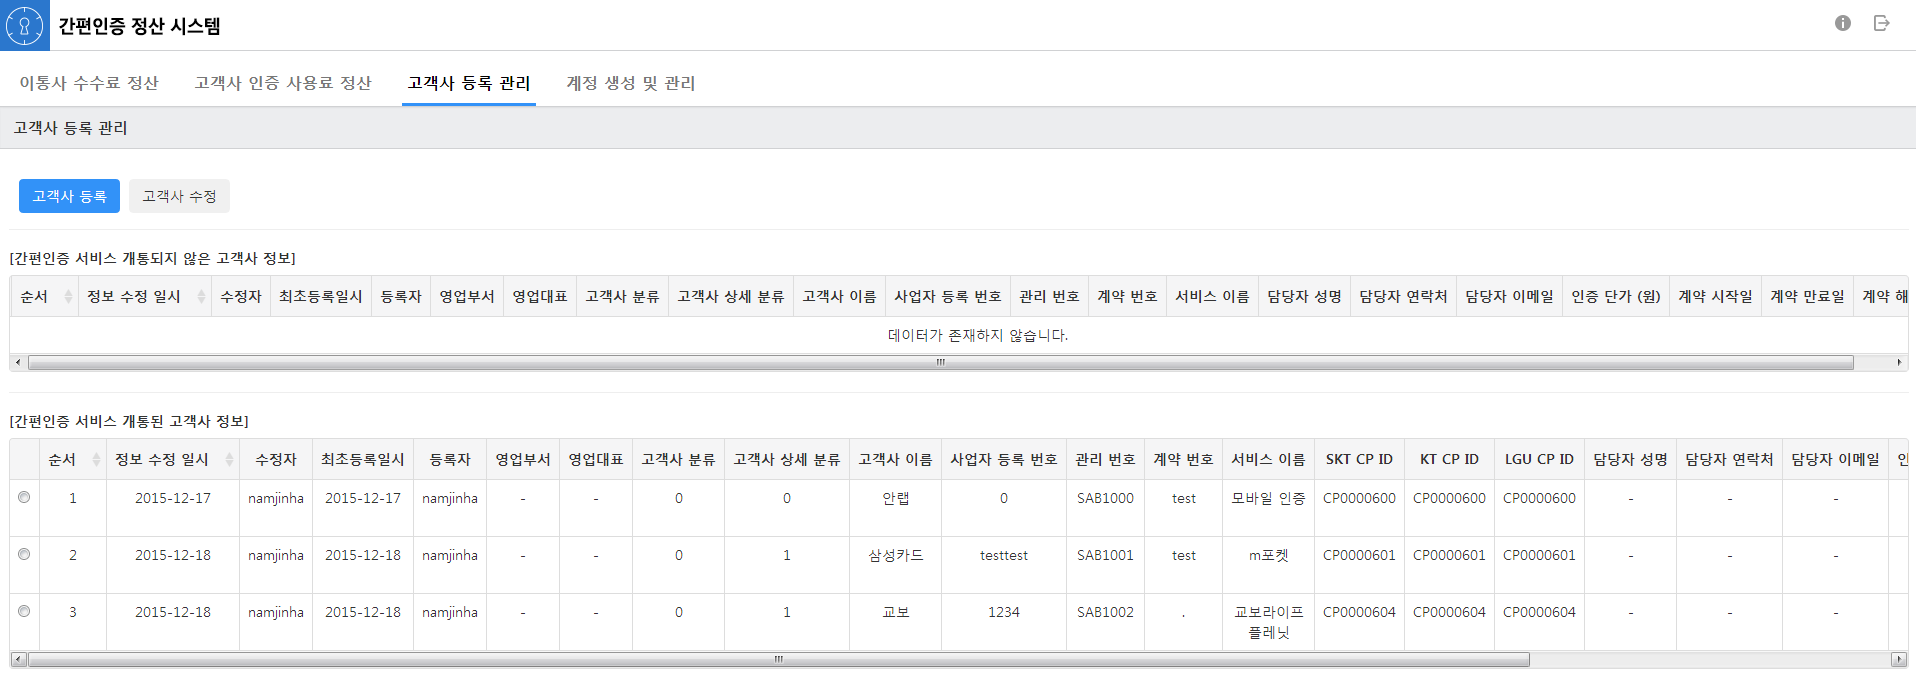 간편인증 정산 시스템
이통사 수수료 정산 고객사 인증 사용료 정산 고객사 등록 관리 계정 생성 및 관리
고객사 등록 관리
고객사 등록 고객사 수정
[간편인증 서비스 개통되지 않은 고객사 정보]
순서 정보 수정 일시 수정자 최초등록일시 등록자 영업부서 영업대표 고객사 분류 고객사 상세 분류 고객사 이름 사업자 등록 번호 관리 번호 계약 번호 서비스 이름 담당자 성명 담당자 연락처 담당자 이메일 인증 단가 (원) 계약 시작일 계약 만료일 계약 해
데이터가 존재하지 않습니다.
[간편인증 서비스 개통된 고객사 정보]
순서 정보 수정 일시 수정자 최초등록일시 등록자 영업부서 영업대표 고객사 분류 고객사 상세 분류 고객사 이름 사업자 등록 번호 관리 번호 계약 번호 서비스 이름 SKT CP ID KT CP ID LGU CP ID 담당자 성명 담당자 연락처 담당자 이메일
1 2015-12-17 namjinha 2015-12-17 namjinha - - 0 0 안랩 0 SAB1000 test 모바일 인증 CP0000600 CP0000600 CP0000600 - - -
2 2015-12-18 namjinha 2015-12-18 namjinha - - 0 1 삼성카드 testtest SAB1001 test m포켓 CP0000601 CP0000601 CP0000601 - - -
3 2015-12-18 namjinha 2015-12-18 namjinha - - 0 1 교보 1234 SAB1002 . 교보라이프 CP0000604 CP0000604 CP0000604 - - -
플레닛